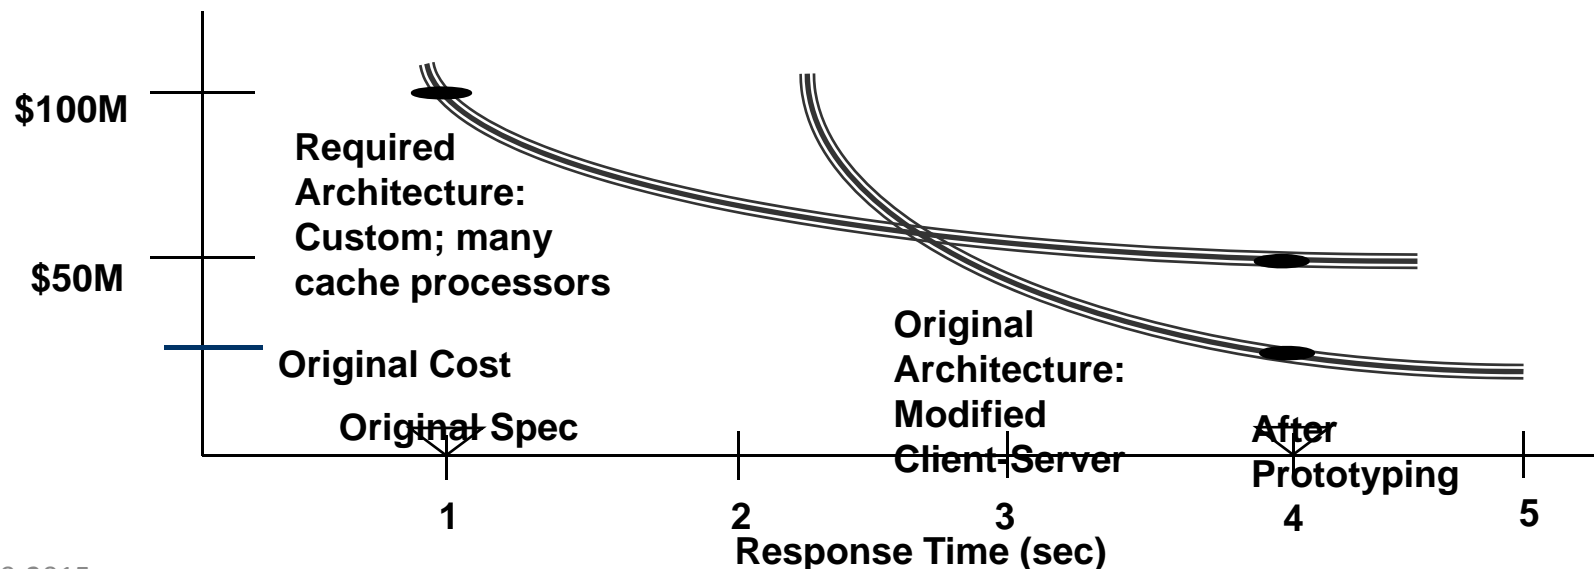 $100M
Required
Architecture:
Custom; many
cache processors
$50M
Original
Architecture:
Modified
Client-Server
Original Cost
Original Spec
After
Prototyping
1
2
3
4
5
Response Time (sec)